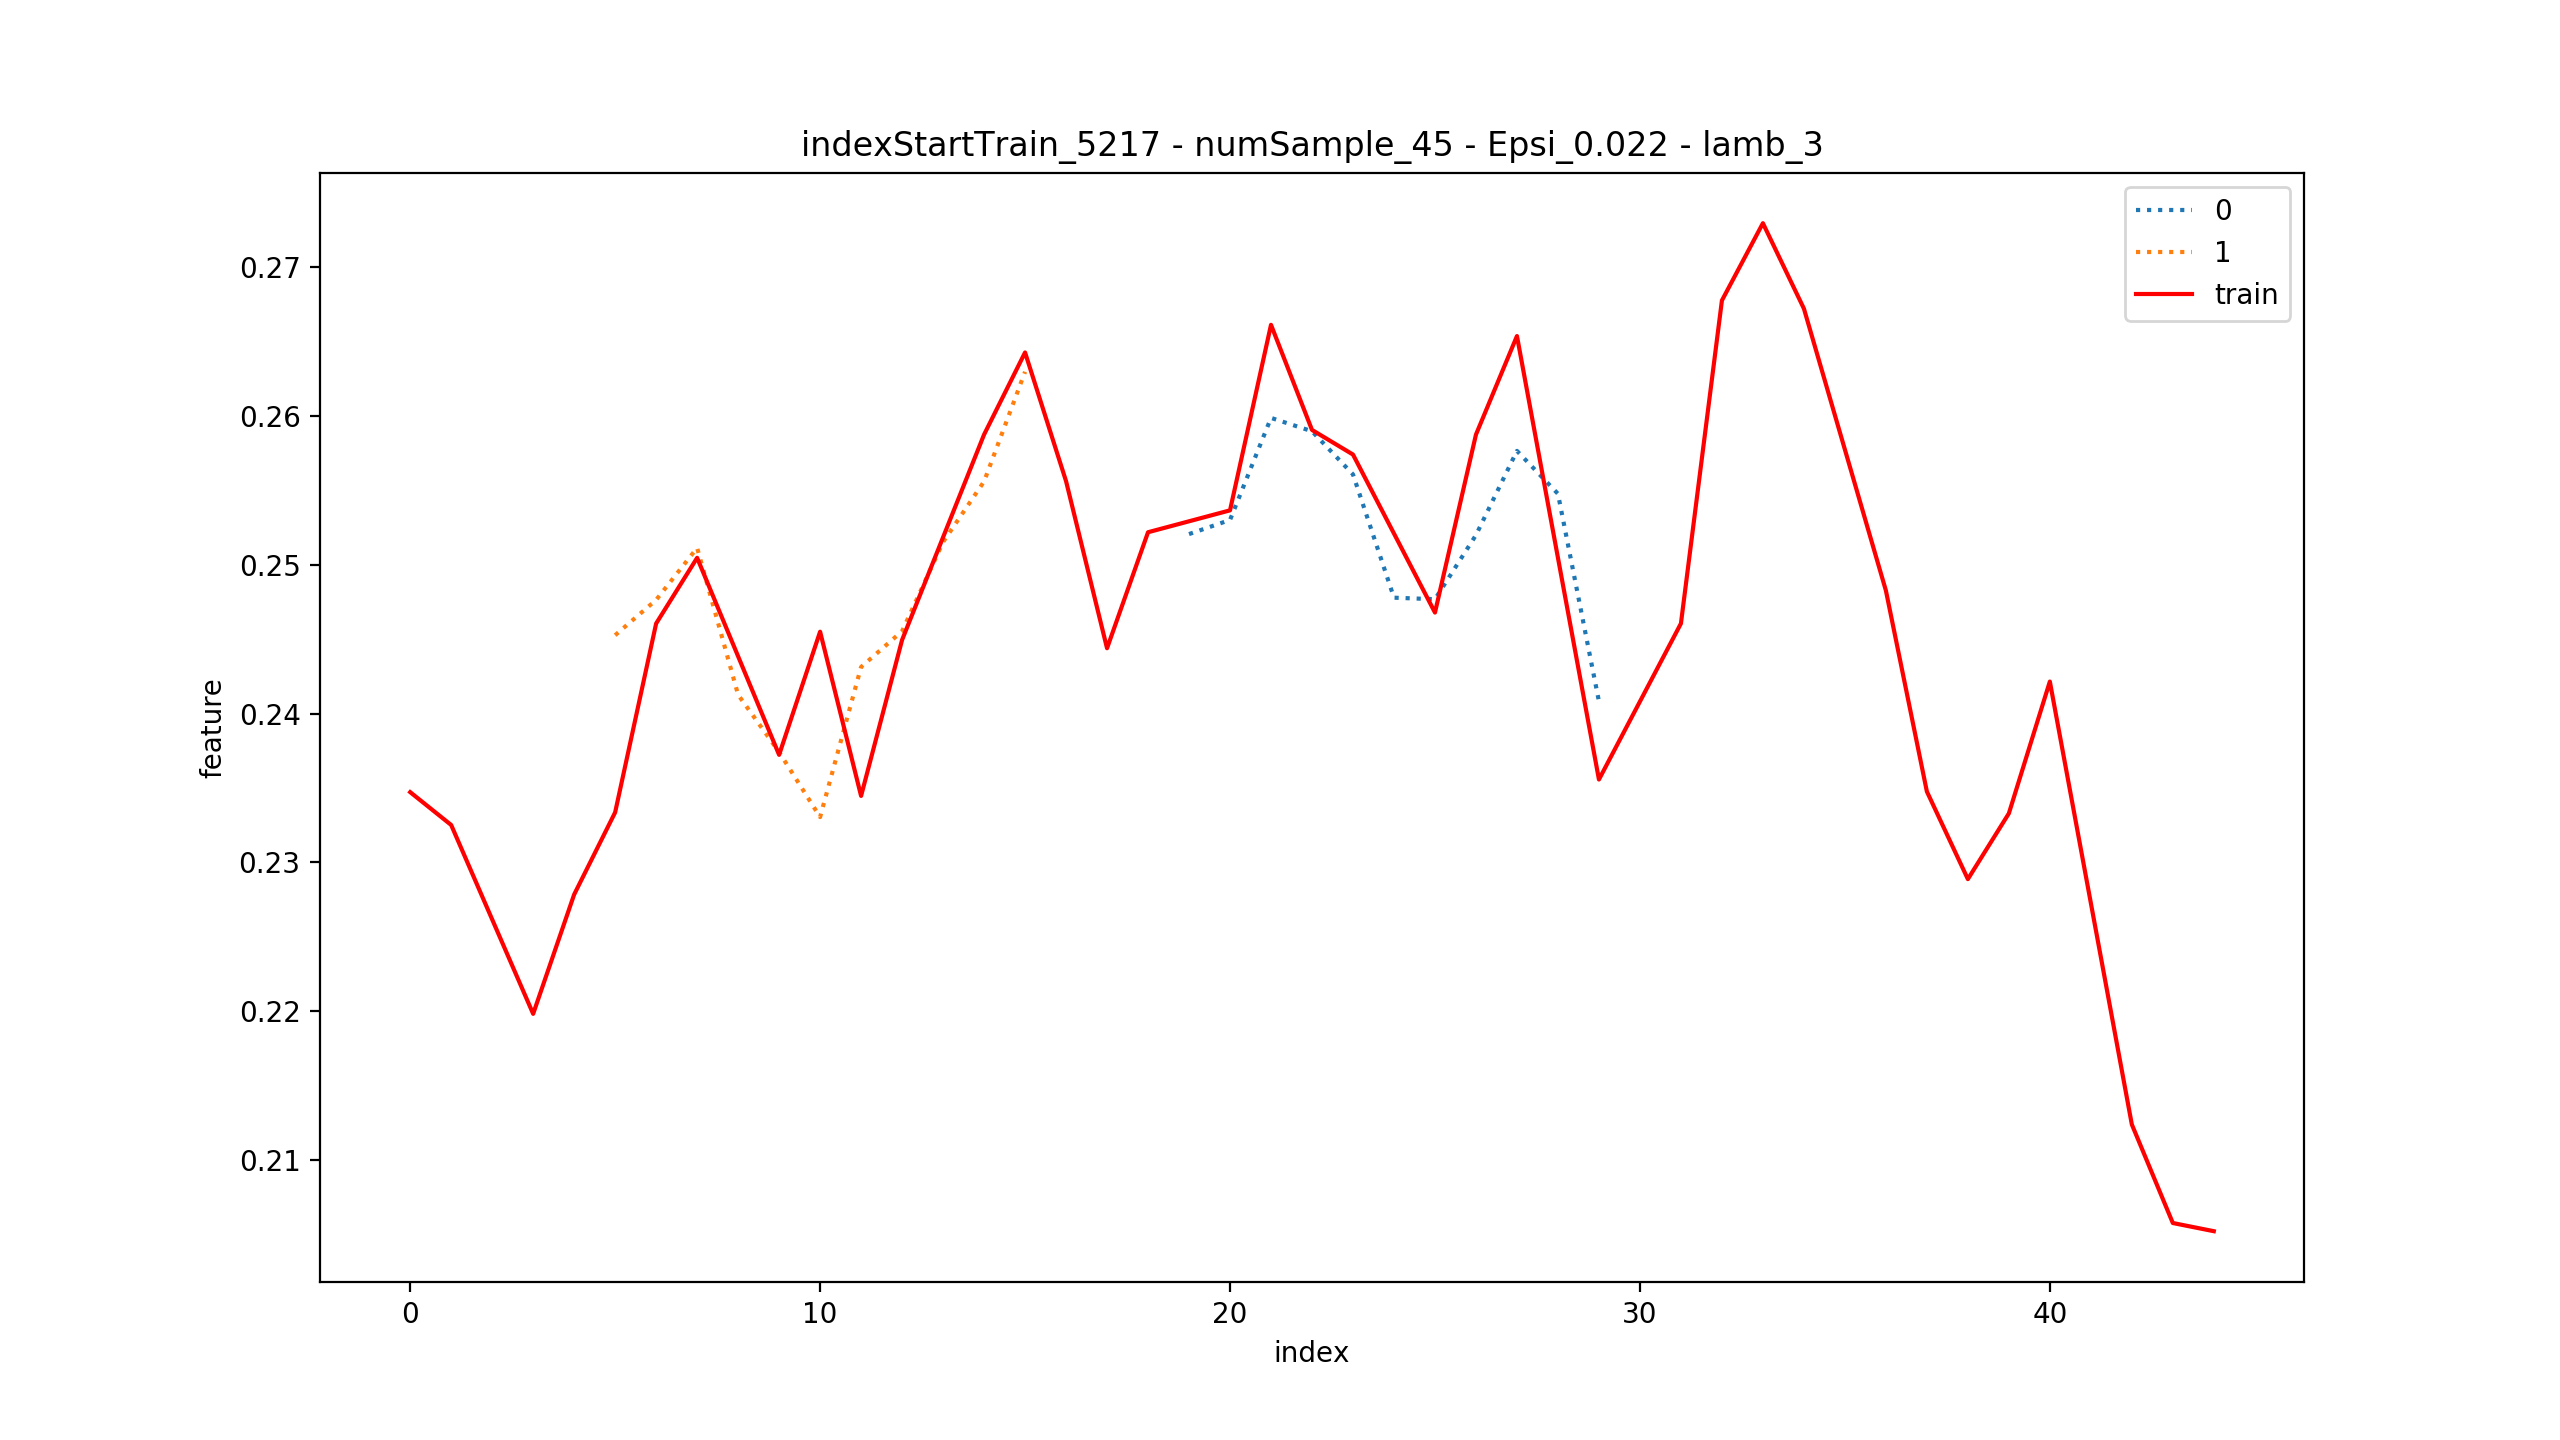 indexStartTrain_5217 - numSample_45 - Epsi_0.022 - lamb_3
0
1
train
0.27
0.26
0.25
0.24
0.23
0.22
0.21
feature
0 10 20 30 40
index